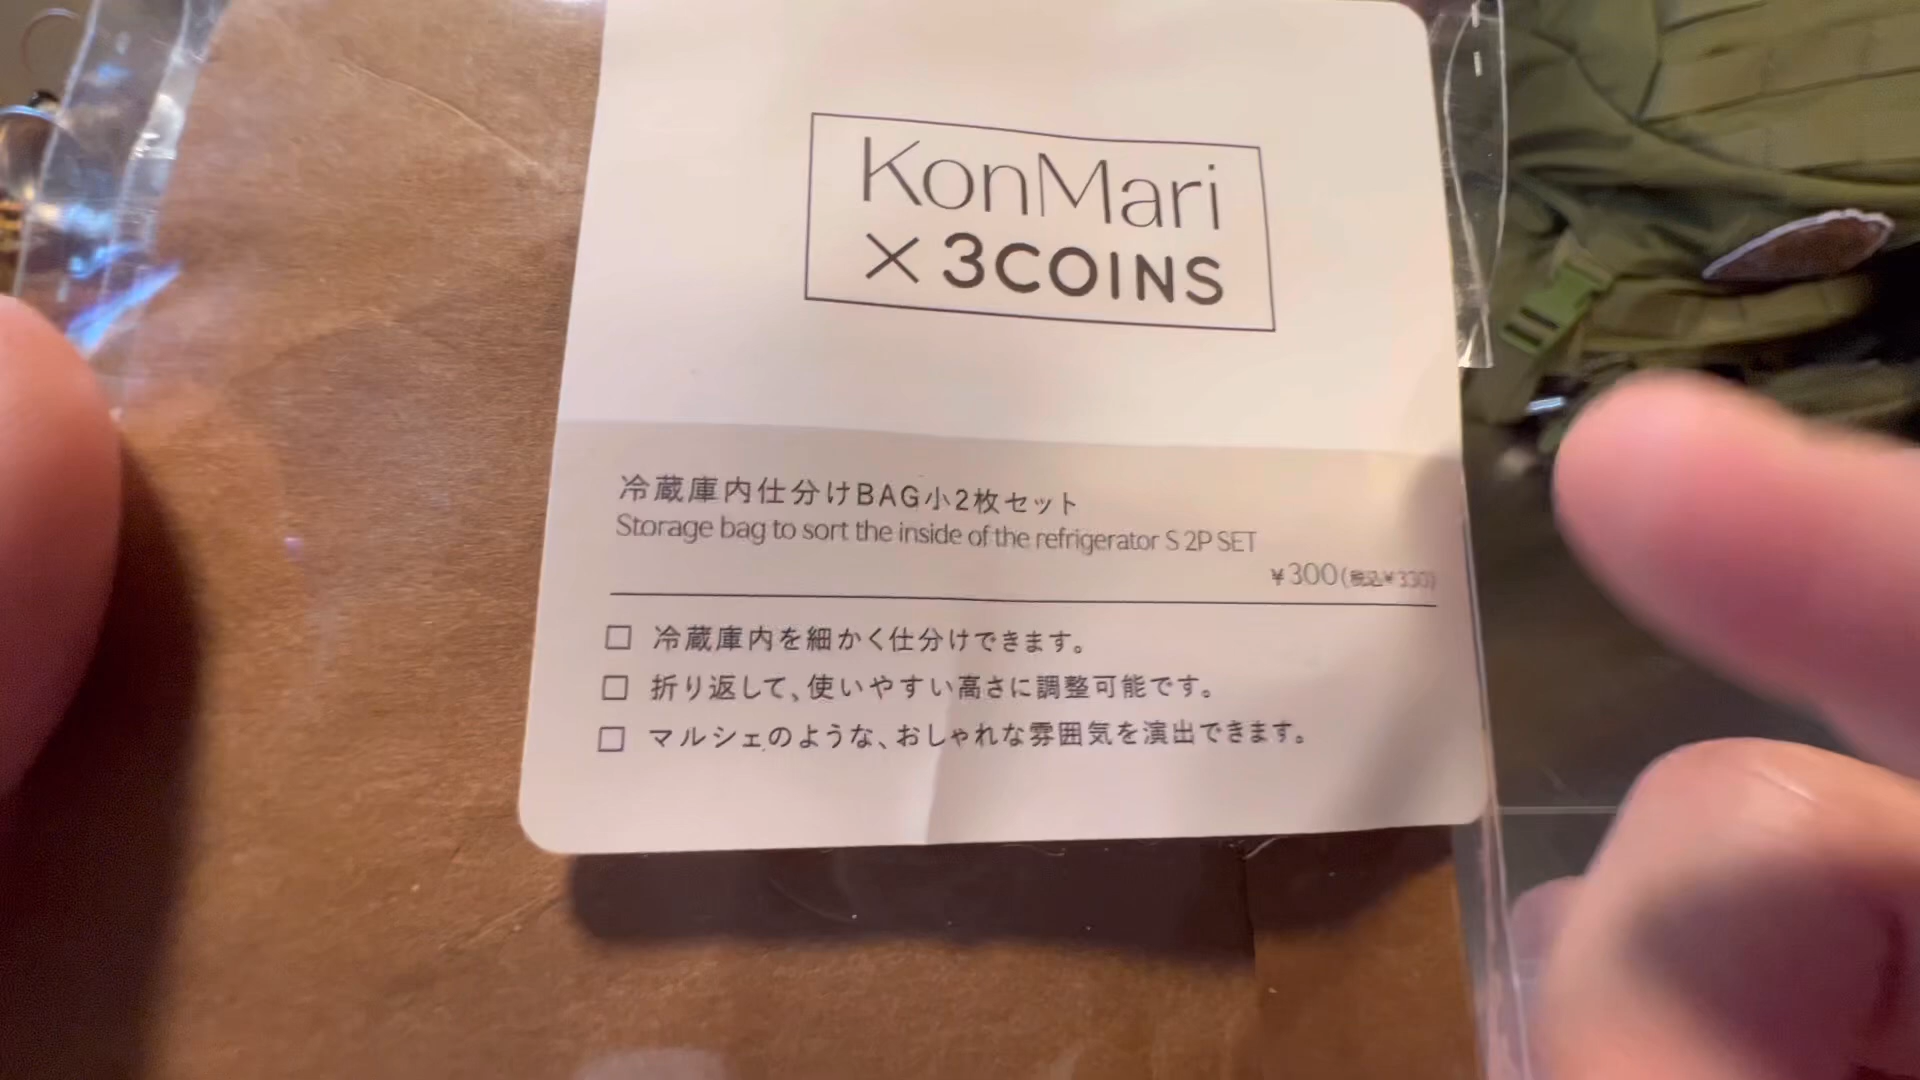 KonMari
× 3COINS
冷蔵庫内仕分けBAG小2枚セット
Storage bag to sort the inside of the refrigerator S 2P SET
¥300(税込¥330)
□ 冷蔵庫内を細かく仕分けできます。
□ 折り返して、使いやすい高さに調整可能です。
□ マルシェのような、おしゃれな雰囲気を演出できます。